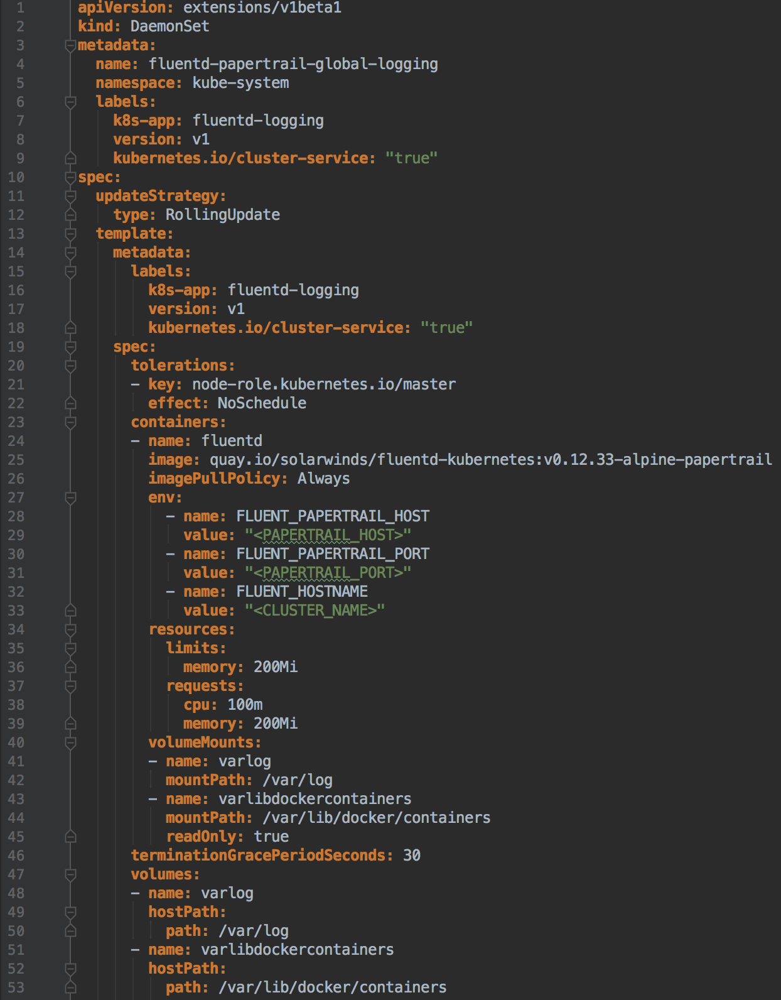 1 apiVersion: extensions/v1beta1
2 kind: DaemonSet
3 metadata:
4   name: fluentd-papertrail-global-logging
5   namespace: kube-system
6   labels:
7     k8s-app: fluentd-logging
8     version: v1
9     kubernetes.io/cluster-service: "true"
10 spec:
11   updateStrategy:
12     type: RollingUpdate
13   template:
14     metadata:
15       labels:
16         k8s-app: fluentd-logging
17         version: v1
18         kubernetes.io/cluster-service: "true"
19     spec:
20       tolerations:
21       - key: node-role.kubernetes.io/master
22         effect: NoSchedule
23       containers:
24       - name: fluentd
25         image: quay.io/solarwinds/fluentd-kubernetes:v0.12.33-alpine-papertrail
26         imagePullPolicy: Always
27         env:
28           - name: FLUENT_PAPERTRAIL_HOST
29             value: "<PAPERTRAIL_HOST>"
30           - name: FLUENT_PAPERTRAIL_PORT
31             value: "<PAPERTRAIL_PORT>"
32           - name: FLUENT_HOSTNAME
33             value: "<CLUSTER_NAME>"
34         resources:
35           limits:
36             memory: 200Mi
37           requests:
38             cpu: 100m
39             memory: 200Mi
40         volumeMounts:
41         - name: varlog
42           mountPath: /var/log
43         - name: varlibdockercontainers
44           mountPath: /var/lib/docker/containers
45           readOnly: true
46       terminationGracePeriodSeconds: 30
47       volumes:
48       - name: varlog
49         hostPath:
50           path: /var/log
51       - name: varlibdockercontainers
52         hostPath:
53           path: /var/lib/docker/containers